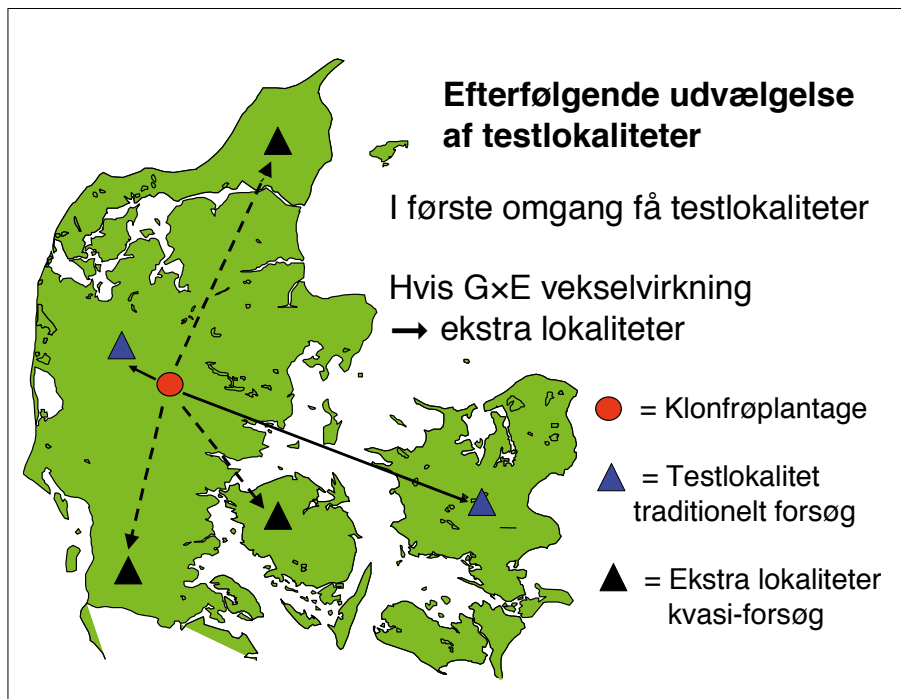 Efterfølgende udvælgelse
af testlokaliteter
I første omgang få testlokaliteter
Hvis G×E vekselvirkning
→ ekstra lokaliteter
= Klonfrøplantage
= Testlokalitet
traditionelt forsøg
= Ekstra lokaliteter
kvasi-forsøg